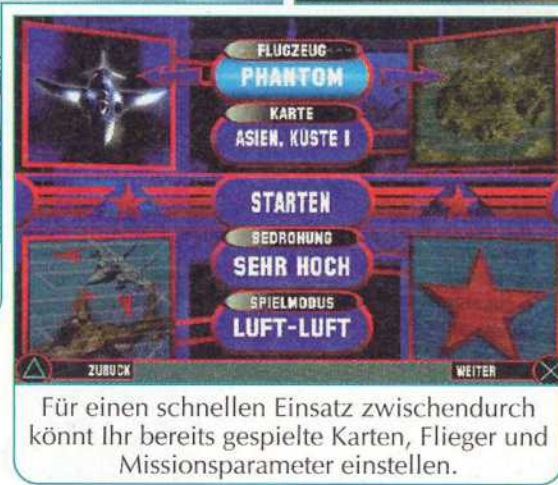 FLUGZEUG
PHANTOM
KARTE
ASIEN, KUSTE I
STARTEN
BEDROHUNG
SEHR HOCH
SPIELMODUS
LUFT-LUFT
ZURUCK
WEITER
Für einen schnellen Einsatz zwischendurch
könnt Ihr bereits gespielte Karten, Flieger und
Missionsparameter einstellen.